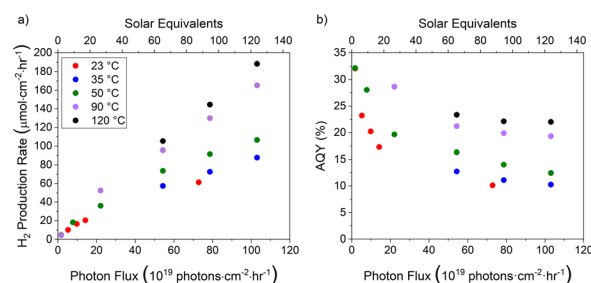 a) Solar Equivalents
0 20 40 60 80 100 120 140
200
180
160
140
120
100
80
60
40
20
0
H₂ Production Rate (μmol·cm⁻²·hr⁻¹)
23 °C
35 °C
50 °C
90 °C
120 °C
0 20 40 60 80 100 120
Photon Flux (10¹⁹ photons·cm⁻²·hr⁻¹)
b) Solar Equivalents
0 20 40 60 80 100 120 140
35
30
25
20
15
10
5
0
AQY (%)
0 20 40 60 80 100 120
Photon Flux (10¹⁹ photons·cm⁻²·hr⁻¹)